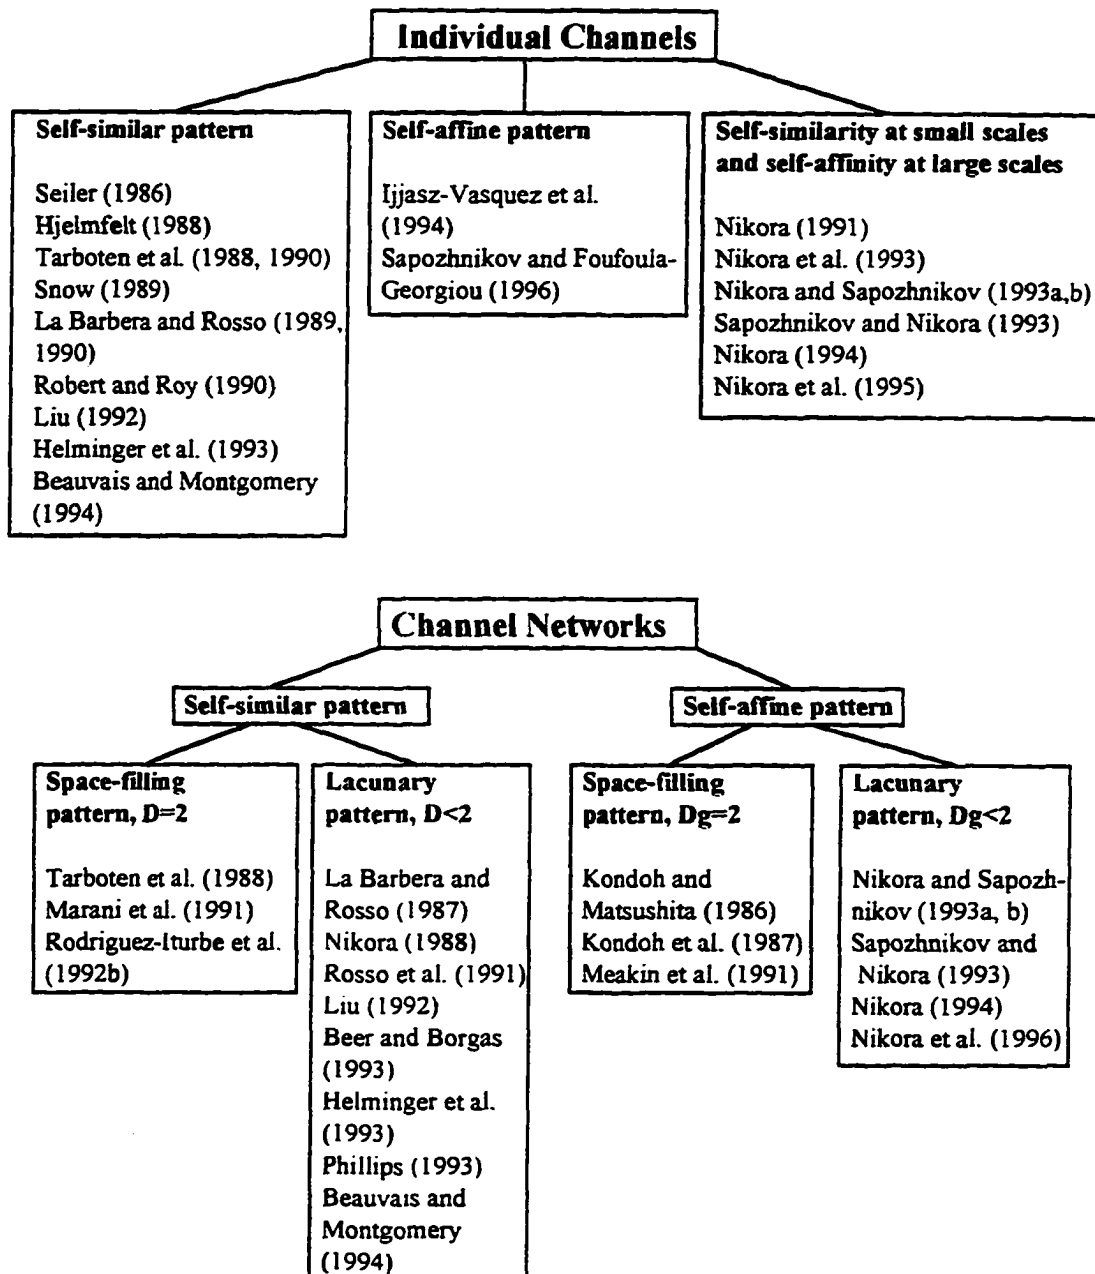 Individual Channels
Self-similar pattern
Seiler (1986)
Hjelmfelt (1988)
Tarboten et al. (1988, 1990)
Snow (1989)
La Barbera and Rosso (1989,
1990)
Robert and Roy (1990)
Liu (1992)
Helminger et al. (1993)
Beauvais and Montgomery
(1994)
Self-affine pattern
Ijjasz-Vasquez et al.
(1994)
Sapozhnikov and Foufoula-
Georgiou (1996)
Self-similarity at small scales
and self-affinity at large scales
Nikora (1991)
Nikora et al. (1993)
Nikora and Sapozhnikov (1993a,b)
Sapozhnikov and Nikora (1993)
Nikora (1994)
Nikora et al. (1995)
Channel Networks
Self-similar pattern
Space-filling
pattern, D=2
Tarboten et al. (1988)
Marani et al. (1991)
Rodriguez-Iturbe et al.
(1992b)
Lacunary
pattern, D<2
La Barbera and
Rosso (1987)
Nikora (1988)
Rosso et al. (1991)
Liu (1992)
Beer and Borgas
(1993)
Helminger et al.
(1993)
Phillips (1993)
Beauvais and
Montgomery
(1994)
Self-affine pattern
Space-filling
pattern, Dg=2
Kondoh and
Matsushita (1986)
Kondoh et al. (1987)
Meakin et al. (1991)
Lacunary
pattern, Dg<2
Nikora and Sapozh-
nikov (1993a, b)
Sapozhnikov and
Nikora (1993)
Nikora (1994)
Nikora et al. (1996)